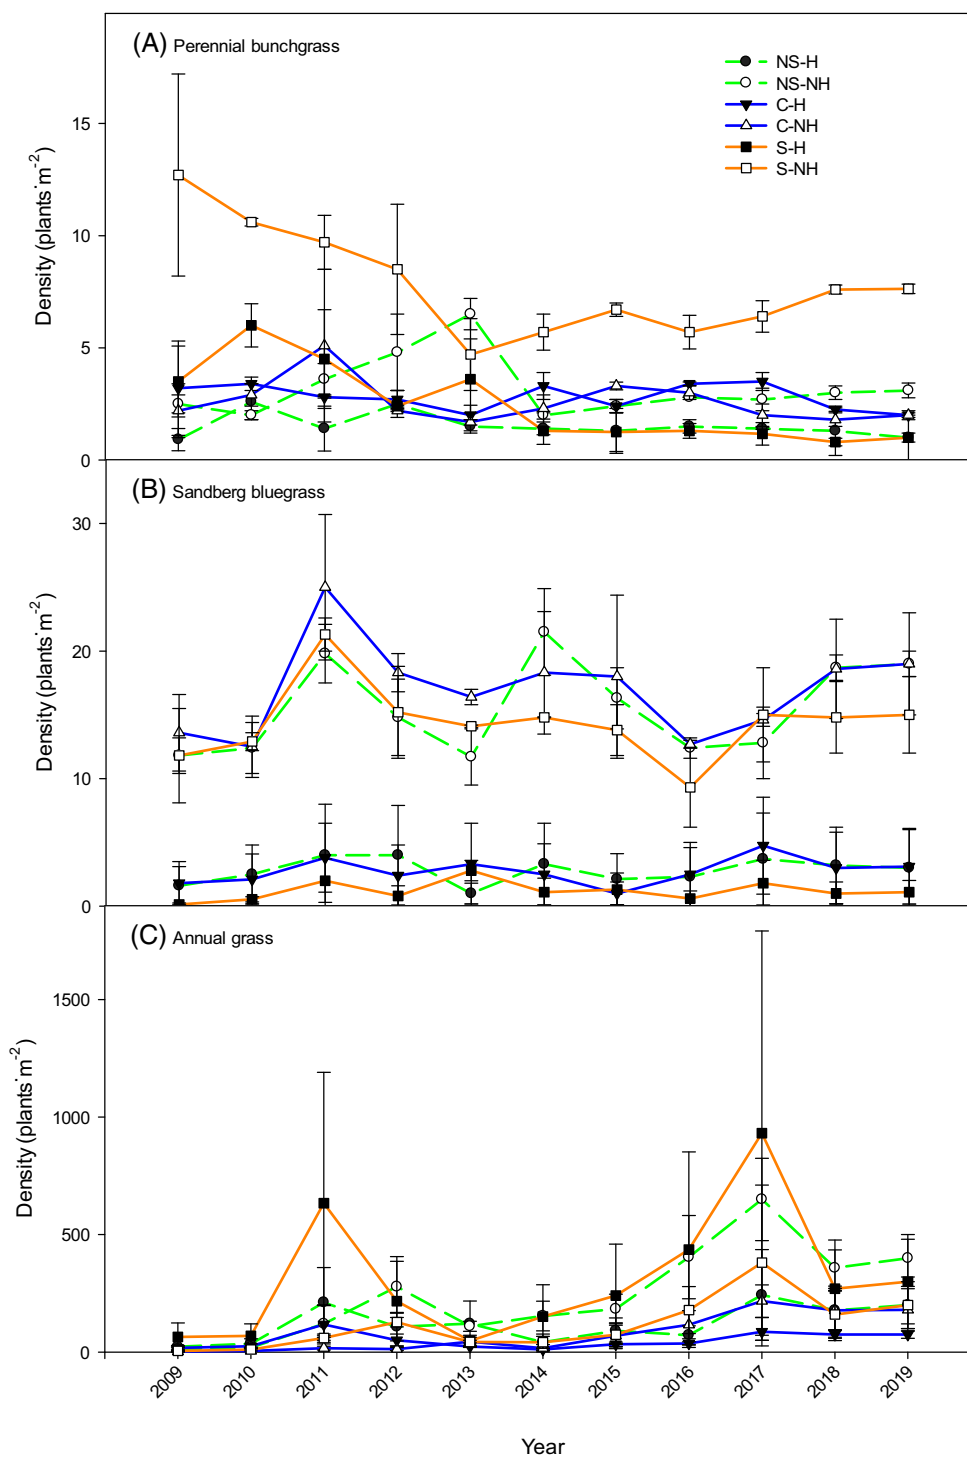 (A) Perennial bunchgrass
NS-H
NS-NH
C-H
C-NH
S-H
S-NH
15
10
5
0
Density (plants·m-2)
(B) Sandberg bluegrass
30
20
10
0
Density (plants·m-2)
(C) Annual grass
1500
1000
500
0
Density (plants·m-2)
2009 2010 2011 2012 2013 2014 2015 2016 2017 2018 2019
Year